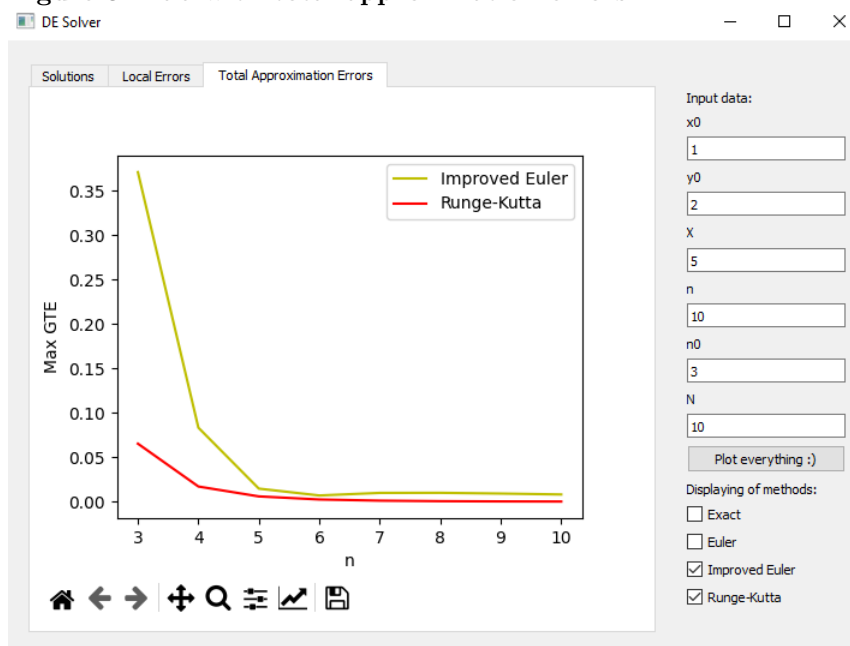 DE Solver
Solutions Local Errors Total Approximation Errors
Improved Euler
Runge-Kutta
0.35
0.30
0.25
0.20
0.15
0.10
0.05
0.00
Max GTE
3 4 5 6 7 8 9 10
n
Input data:
x0
1
y0
2
X
5
n
10
n0
3
N
10
Plot everything :)
Displaying of methods:
Exact
Euler
Improved Euler
Runge-Kutta